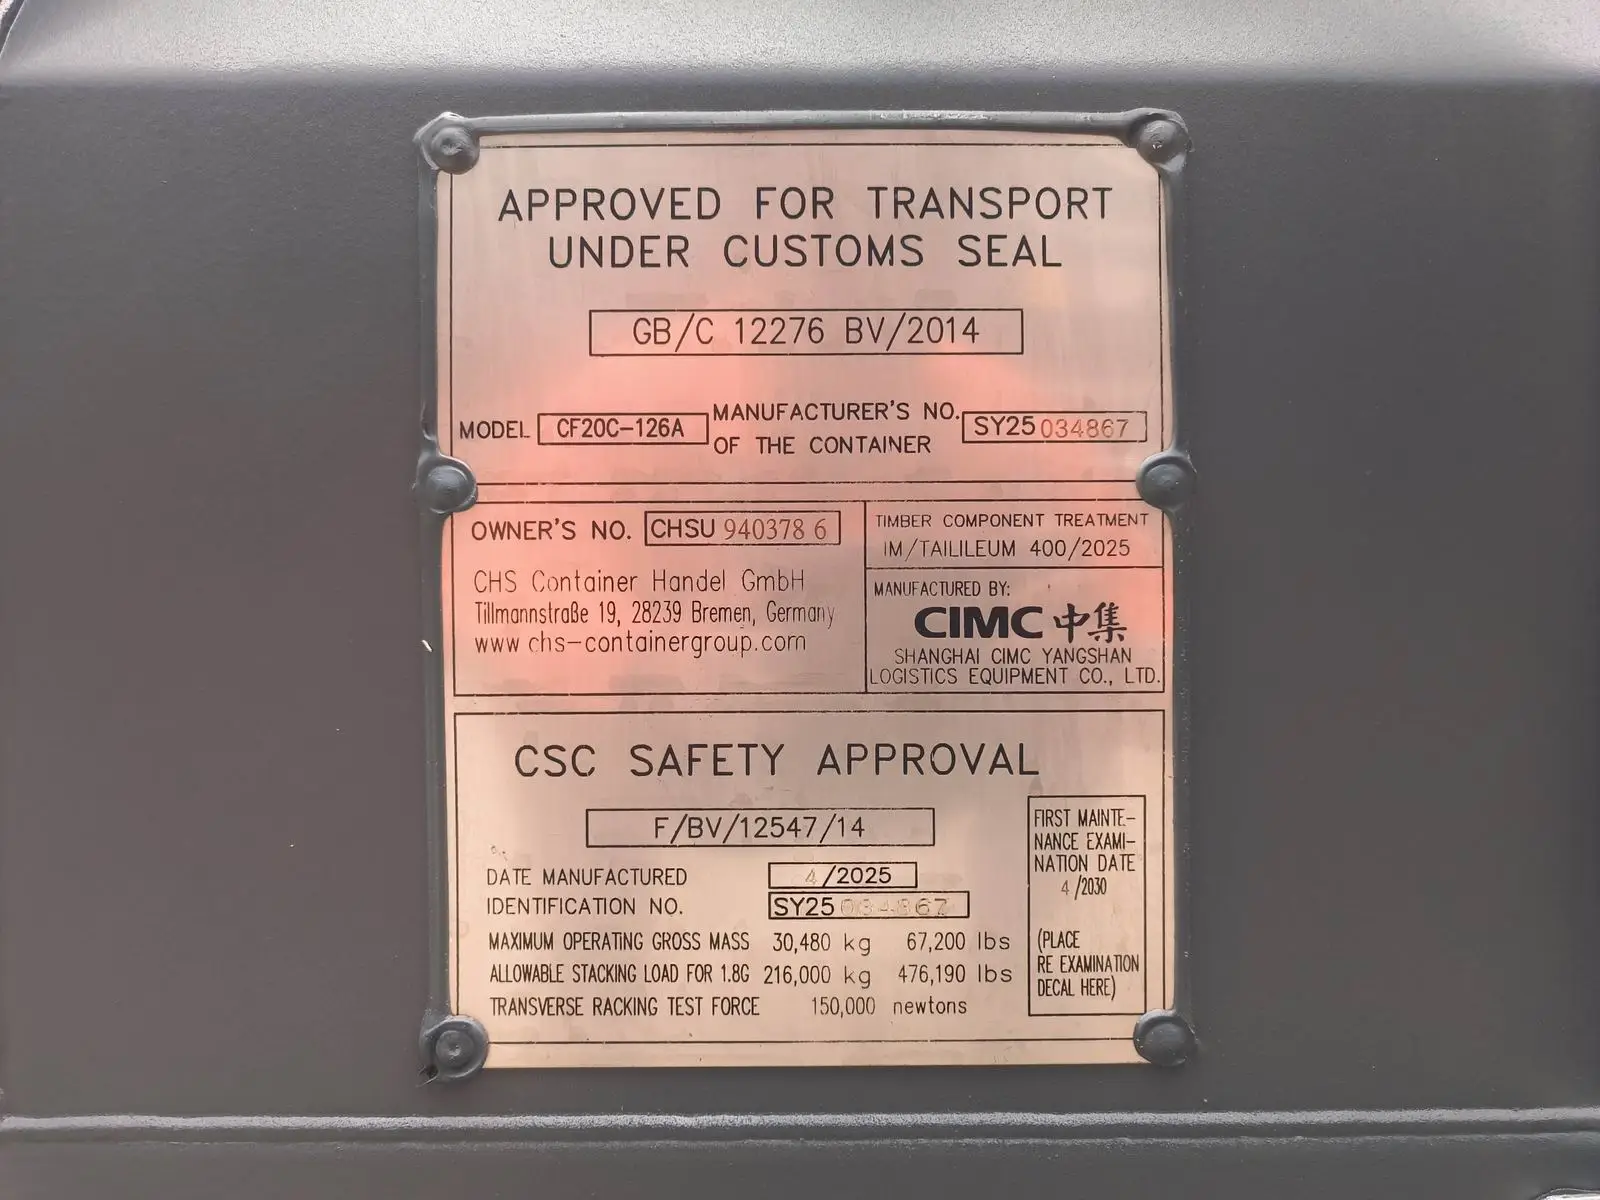 APPROVED FOR TRANSPORT
UNDER CUSTOMS SEAL
GB/C 12276 BV/2014
MODEL CF20C-126A
MANUFACTURER'S NO.
OF THE CONTAINER
SY25 034867
OWNER'S NO. CHSU 940378 6
CHS Container Handel GmbH
Tillmannstraße 19, 28239 Bremen, Germany
www chs-containergroup.com
TIMBER COMPONENT TREATMENT
IM/TAILILEUM 400/2025
MANUFACTURED BY:
CIMC 中集
SHANGHAI CIMC YANGSHAN
LOGISTICS EQUIPMENT CO., LTD.
CSC SAFETY APPROVAL
F/BV/12547/14
DATE MANUFACTURED 4/2025
IDENTIFICATION NO. SY25 034867
MAXIMUM OPERATING GROSS MASS 30,480 kg 67,200 lbs
ALLOWABLE STACKING LOAD FOR 1.8G 216,000 kg 476,190 lbs
TRANSVERSE RACKING TEST FORCE 150,000 newtons
FIRST MAINTE-
NANCE EXAMI-
NATION DATE
4/2030
(PLACE
RE EXAMINATION
DECAL HERE)